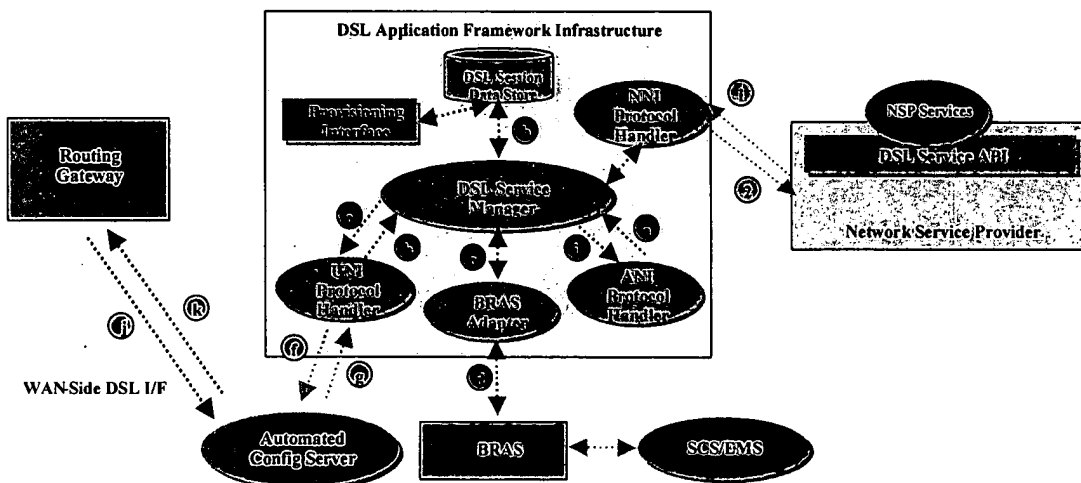 DSL Application Framework Infrastructure
DSL Session
Data Store
Provisioning
Interface
NNI
Protocol
Handler
NSP Services
DSL Service API
Network Service Provider
Routing
Gateway
DSL Service
Manager
b
2
h
c
i
UNI
Protocol
Handler
BRAS
Adaptor
ANI
Protocol
Handler
j
k
f
g
d
WAN-Side DSL I/F
Automated
Config Server
BRAS
SCS/EMS